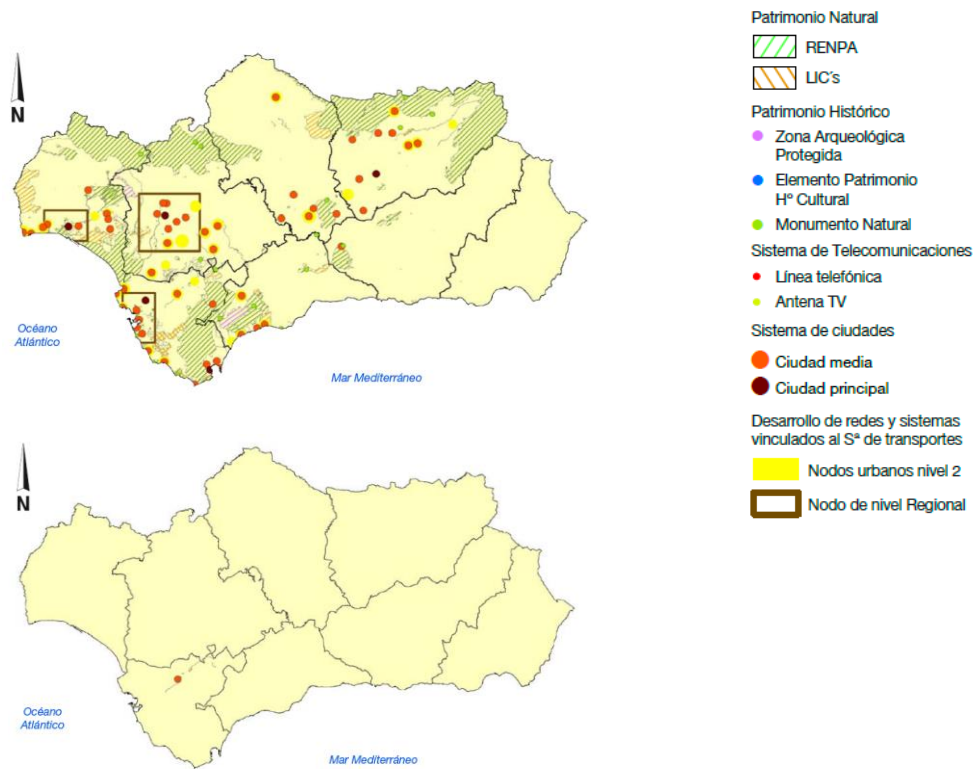 N
Océano
Atlántico
Mar Mediterráneo
Patrimonio Natural
RENPA
LIC´s
Patrimonio Histórico
Zona Arqueológica
Protegida
Elemento Patrimonio
Hº Cultural
Monumento Natural
Sistema de Telecomunicaciones
Línea telefónica
Antena TV
Sistema de ciudades
Ciudad media
Ciudad principal
Desarrollo de redes y sistemas
vinculados al Sª de transportes
Nodos urbanos nivel 2
Nodo de nivel Regional
N
Océano
Atlántico
Mar Mediterráneo